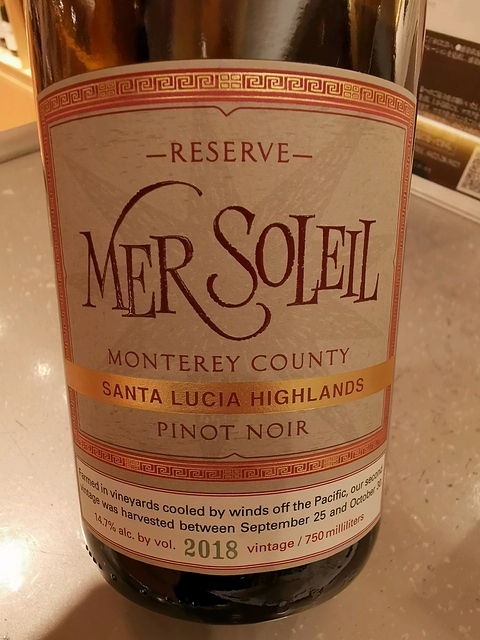 —RESERVE—
MER SOLEIL
MONTEREY COUNTY
SANTA LUCIA HIGHLANDS
PINOT NOIR
Farmed in vineyards cooled by winds off the Pacific, our second
vintage was harvested between September 25 and October 30.
14.7% alc. by vol. 2018 vintage / 750 milliliters